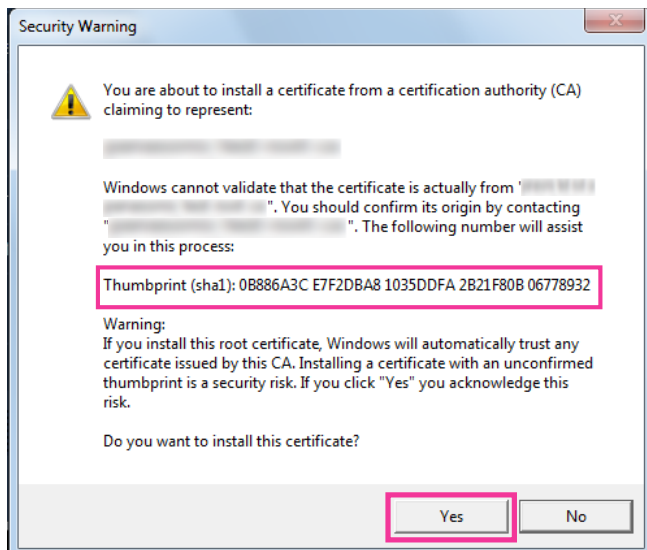 Security Warning
You are about to install a certificate from a certification authority (CA)
claiming to represent:
Windows cannot validate that the certificate is actually from '
". You should confirm its origin by contacting
" ". The following number will assist
you in this process:
Thumbprint (sha1): 0B886A3C E7F2DBA8 1035DDFA 2B21F80B 06778932
Warning:
If you install this root certificate, Windows will automatically trust any
certificate issued by this CA. Installing a certificate with an unconfirmed
thumbprint is a security risk. If you click "Yes" you acknowledge this
risk.
Do you want to install this certificate?
Yes No